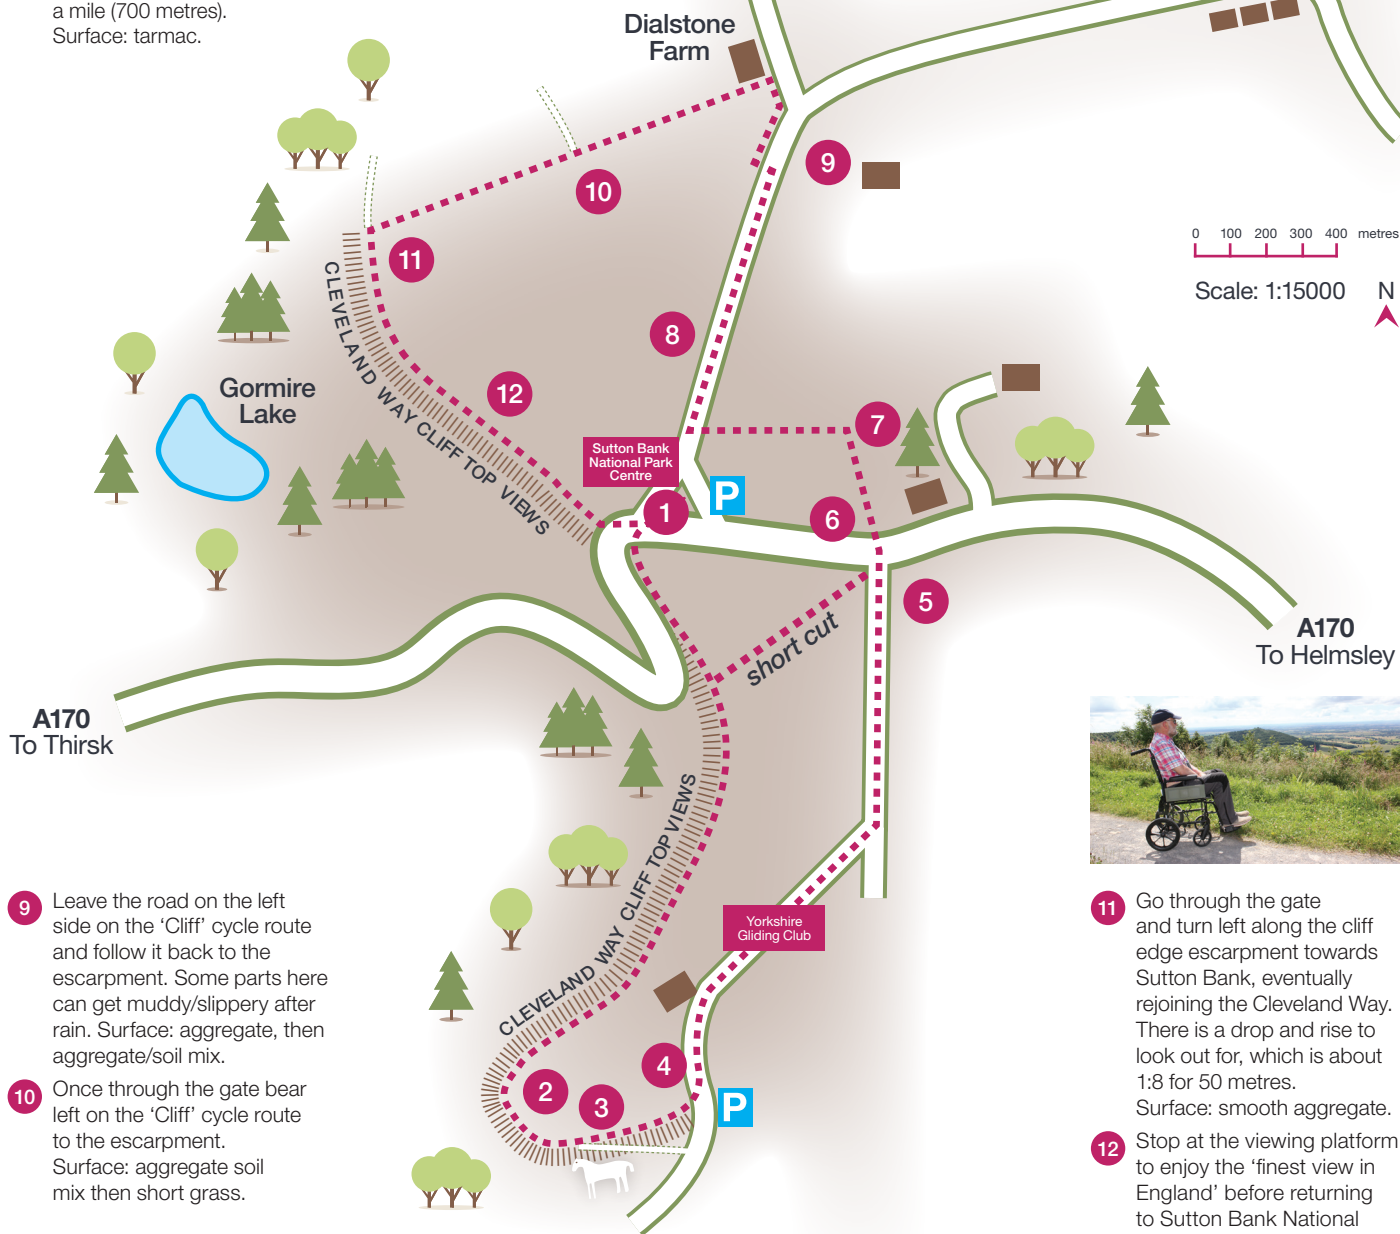 a mile (700 metres).
Surface: tarmac.
Dialstone
Farm
9
10
11
0 100 200 300 400 metres
Scale: 1:15000 N
8
CLEVELAND WAY CLIFF TOP VIEWS
Gormire
Lake
12
7
Sutton Bank
National Park
Centre
P
1
6
5
short cut
A170
To Helmsley
A170
To Thirsk
CLEVELAND WAY CLIFF TOP VIEWS
Yorkshire
Gliding Club
4
2
3
P
9 Leave the road on the left
side on the ‘Cliff’ cycle route
and follow it back to the
escarpment. Some parts here
can get muddy/slippery after
rain. Surface: aggregate, then
aggregate/soil mix.
10 Once through the gate bear
left on the ‘Cliff’ cycle route
to the escarpment.
Surface: aggregate soil
mix then short grass.
11 Go through the gate
and turn left along the cliff
edge escarpment towards
Sutton Bank, eventually
rejoining the Cleveland Way.
There is a drop and rise to
look out for, which is about
1:8 for 50 metres.
Surface: smooth aggregate.
12 Stop at the viewing platform
to enjoy the ‘finest view in
England’ before returning
to Sutton Bank National